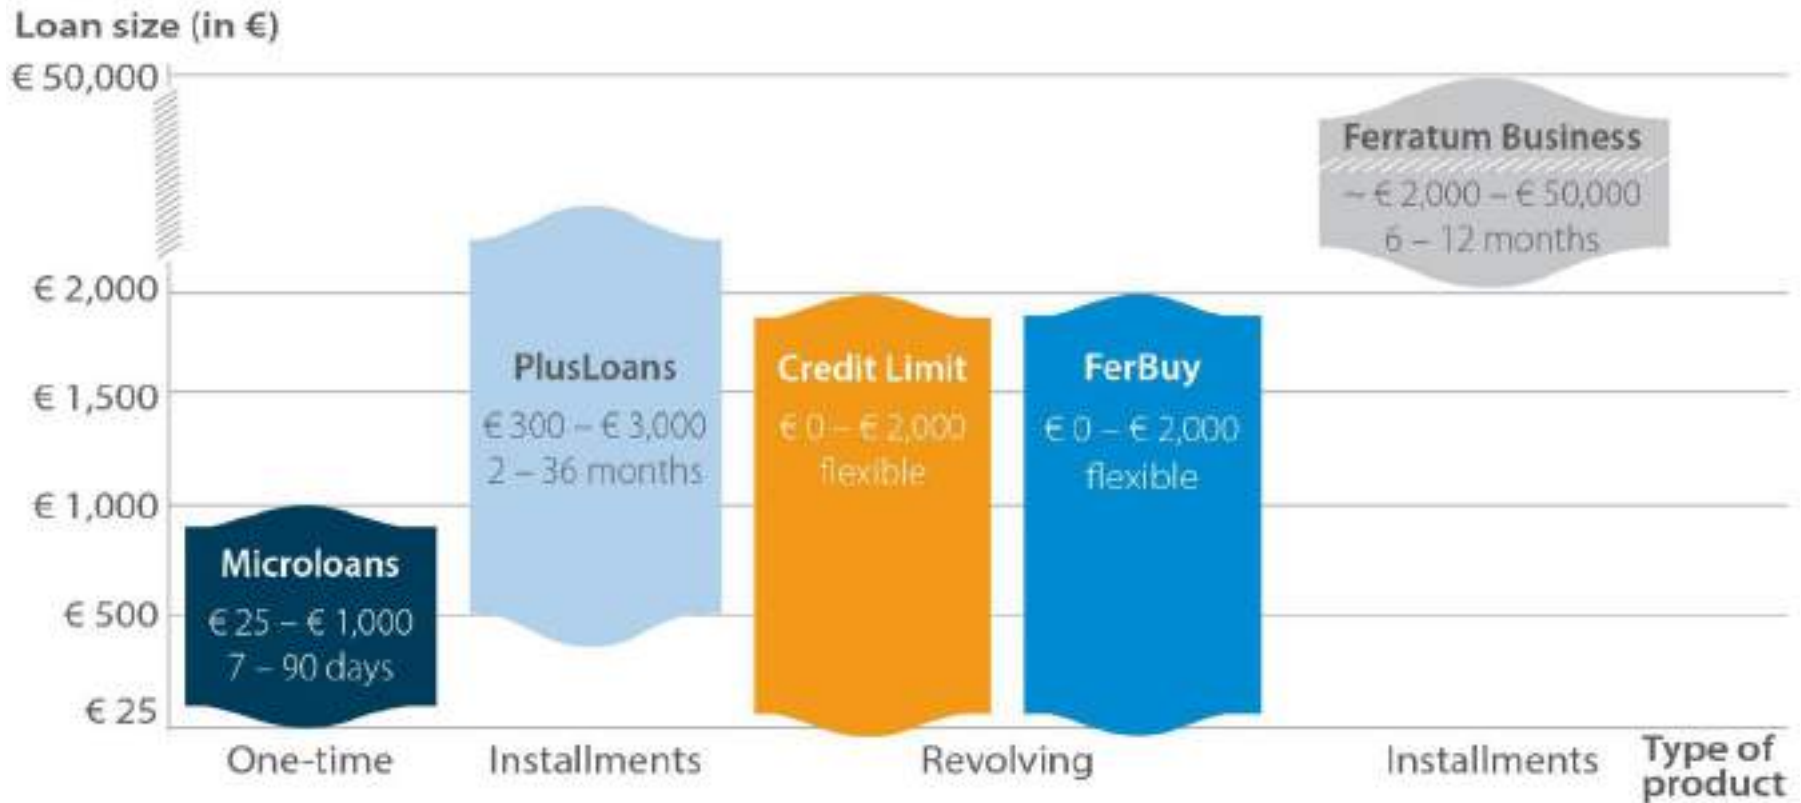 Loan size (in €)
€ 50,000
€ 2,000
€ 1,500
€ 1,000
€ 500
€ 25
Microloans
€ 25 – € 1,000
7 – 90 days
PlusLoans
€ 300 – € 3,000
2 – 36 months
Credit Limit
€ 0 – € 2,000
flexible
FerBuy
€ 0 – € 2,000
flexible
Ferratum Business
~ € 2,000 – € 50,000
6 – 12 months
One-time
Installments
Revolving
Installments
Type of
product